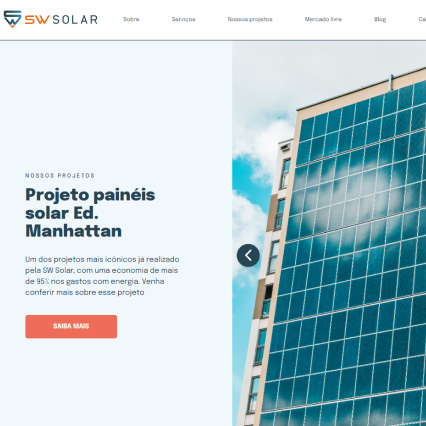 SW SOLAR
Sobre Serviços Nossos projetos Mercado livre Blog
NOSSOS PROJETOS
Projeto painéis
solar Ed.
Manhattan
Um dos projetos mais icônicos já realizado
pela SW Solar, com uma economia de mais
de 95% nos gastos com energia. Venha
conferir mais sobre esse projeto
SAIBA MAIS